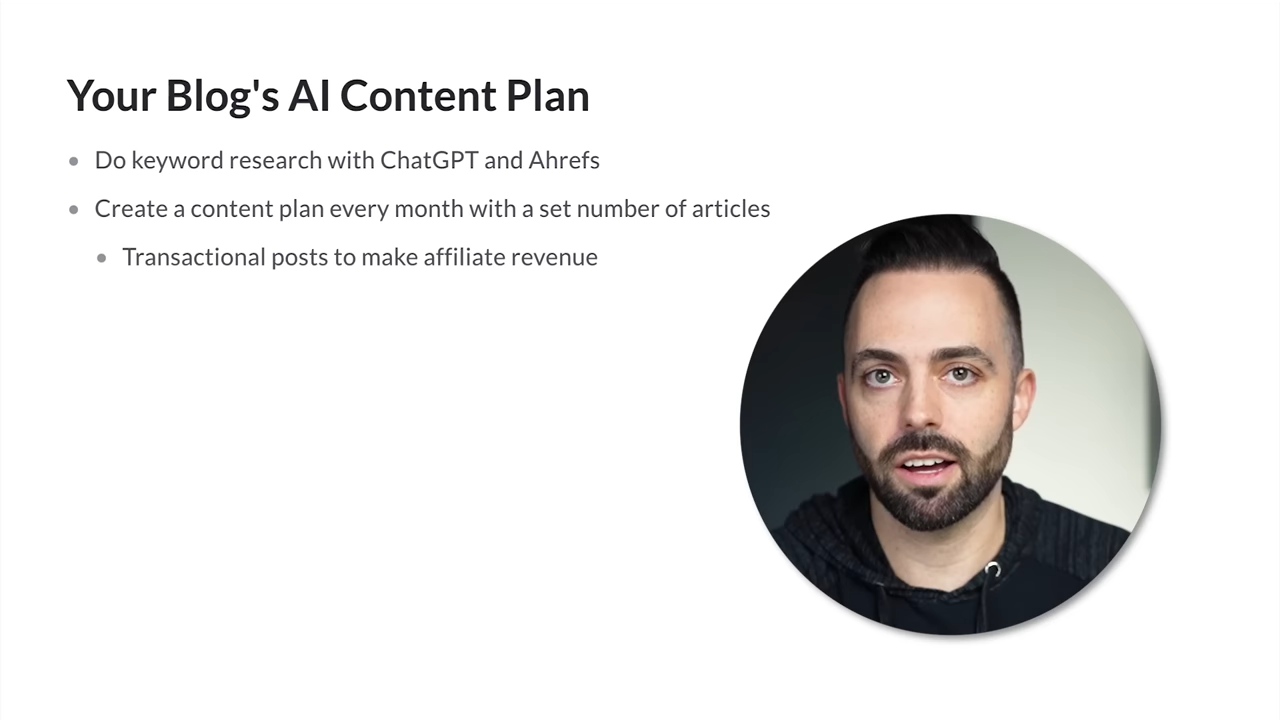 Your Blog's AI Content Plan
Do keyword research with ChatGPT and Ahrefs
Create a content plan every month with a set number of articles
Transactional posts to make affiliate revenue